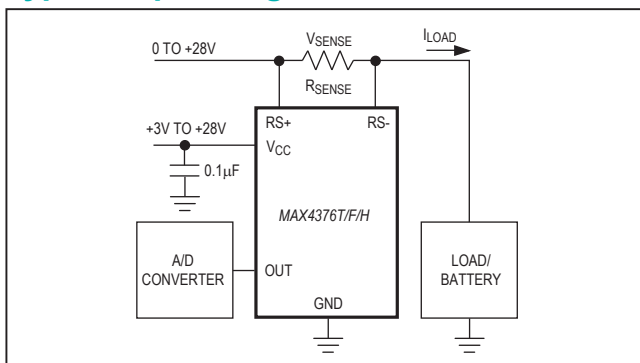 0 TO +28V
VSENSE
ILOAD
RSENSE
RS+
RS-
+3V TO +28V
VCC
0.1µF
MAX4376T/F/H
A/D
CONVERTER
OUT
LOAD/
BATTERY
GND